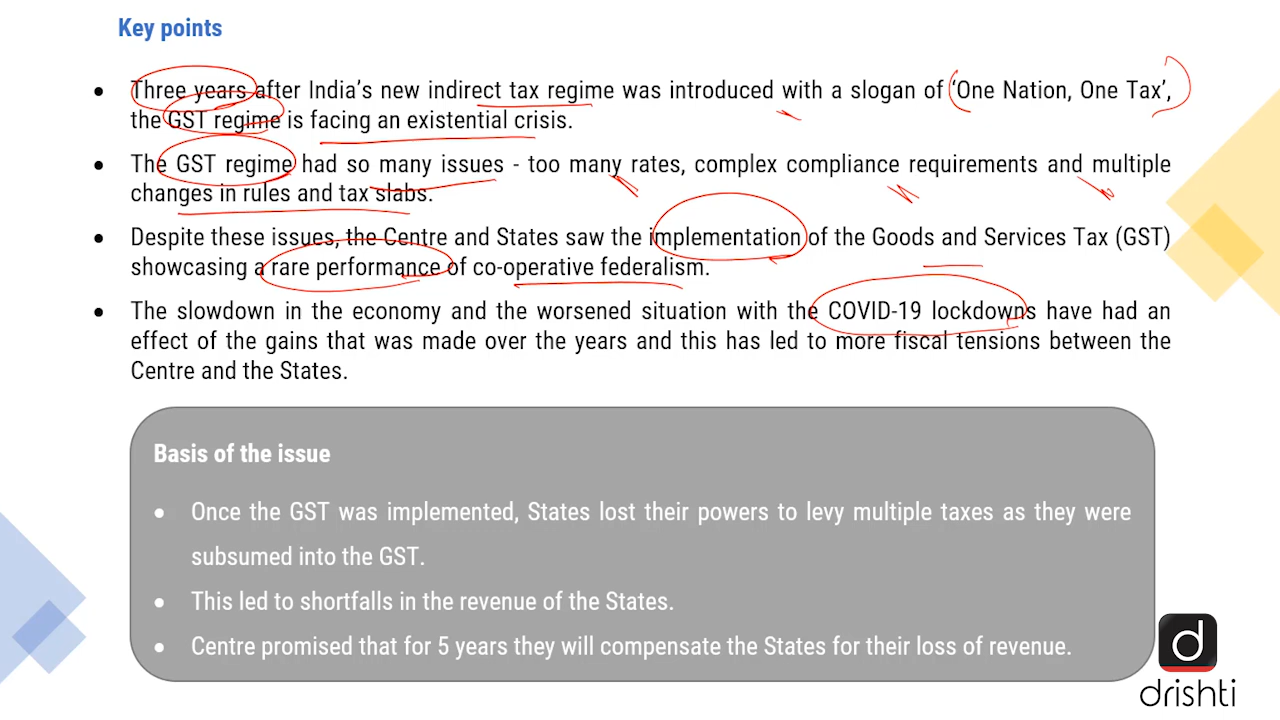 Key points
• Three years after India's new indirect tax regime was introduced with a slogan of 'One Nation, One Tax',
the GST regime is facing an existential crisis.
• The GST regime had so many issues - too many rates, complex compliance requirements and multiple
changes in rules and tax slabs.
• Despite these issues, the Centre and States saw the implementation of the Goods and Services Tax (GST)
showcasing a rare performance of co-operative federalism.
• The slowdown in the economy and the worsened situation with the COVID-19 lockdowns have had an
effect of the gains that was made over the years and this has led to more fiscal tensions between the
Centre and the States.
Basis of the issue
• Once the GST was implemented, States lost their powers to levy multiple taxes as they were
subsumed into the GST.
• This led to shortfalls in the revenue of the States.
• Centre promised that for 5 years they will compensate the States for their loss of revenue.
d
drishti